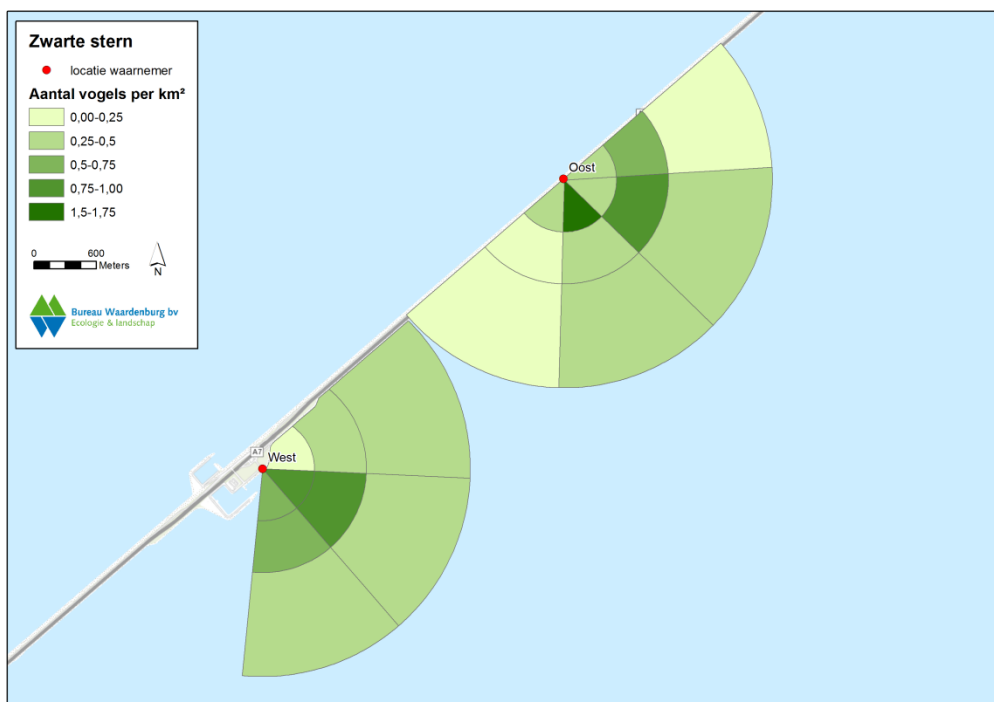 Zwarte stern
locatie waarnemer
Aantal vogels per km²
0,00-0,25
0,25-0,5
0,5-0,75
0,75-1,00
1,5-1,75
0 600
Meters
N
Bureau Waardenburg bv
Ecologie & landschap
Oost
A7
West